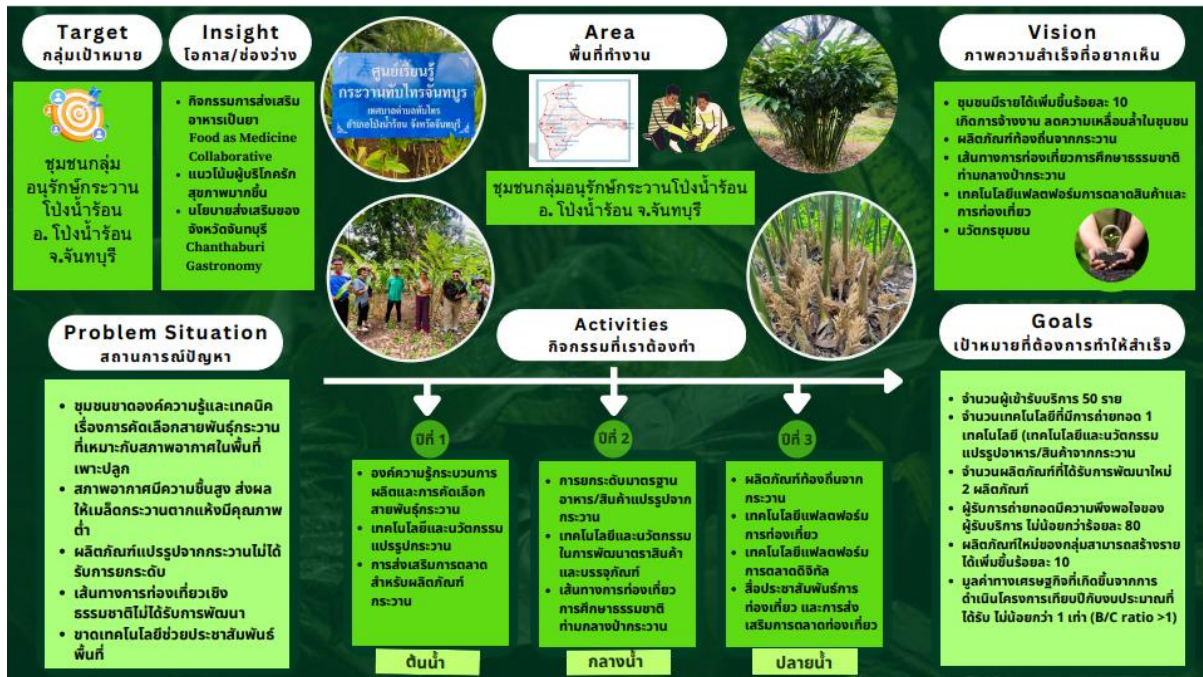 Target
กลุ่มเป้าหมาย
ชุมชนกลุ่ม
อนุรักษ์กระวาน
โป่งน้ำร้อน
อ. โป่งน้ำร้อน
จ.จันทบุรี
Insight
โอกาส/ช่องว่าง
กิจกรรมการส่งเสริม
อาหารเป็นยา
Food as Medicine
Collaborative
แนวโน้มผู้บริโภครัก
สุขภาพมากขึ้น
นโยบายส่งเสริมของ
จังหวัดจันทบุรี
Chanthaburi
Gastronomy
ศูนย์เรียนรู้
กระวานทับไทรจันทบูร
เทศบาลตำบลทับไทร
อำเภอโป่งน้ำร้อน จังหวัดจันทบุรี
Area
พื้นที่ทำงาน
ชุมชนกลุ่มอนุรักษ์กระวานโป่งน้ำร้อน
อ. โป่งน้ำร้อน จ.จันทบุรี
Vision
ภาพความสำเร็จที่อยากเห็น
ชุมชนมีรายได้เพิ่มขึ้นร้อยละ 10
เกิดการจ้างงาน ลดความเหลื่อมล้ำในชุมชน
ผลิตภัณฑ์ท้องถิ่นจากกระวาน
เส้นทางการท่องเที่ยวการศึกษาธรรมชาติ
ท่ามกลางป่ากระวาน
เทคโนโลยีแฟลตฟอร์มการตลาดสินค้าและ
การท่องเที่ยว
นวัตกรชุมชน
Problem Situation
สถานการณ์ปัญหา
ชุมชนขาดองค์ความรู้และเทคนิค
เรื่องการคัดเลือกสายพันธุ์กระวาน
ที่เหมาะกับสภาพอากาศในพื้นที่
เพาะปลูก
สภาพอากาศมีความชื้นสูง ส่งผล
ให้เมล็ดกระวานตากแห้งมีคุณภาพ
ต่ำ
ผลิตภัณฑ์แปรรูปจากกระวานไม่ได้
รับการยกระดับ
เส้นทางการท่องเที่ยวเชิง
ธรรมชาติไม่ได้รับการพัฒนา
ขาดเทคโนโลยีช่วยประชาสัมพันธ์
พื้นที่
Activities
กิจกรรมที่เราต้องทำ
ปีที่ 1
องค์ความรู้กระบวนการ
ผลิตและการคัดเลือก
สายพันธุ์กระวาน
เทคโนโลยีและนวัตกรรม
แปรรูปกระวาน
การส่งเสริมการตลาด
สำหรับผลิตภัณฑ์
กระวาน
ต้นน้ำ
ปีที่ 2
การยกระดับมาตรฐาน
อาหาร/สินค้าแปรรูปจาก
กระวาน
เทคโนโลยีและนวัตกรรม
ในการพัฒนาตราสินค้า
และบรรจุภัณฑ์
เส้นทางการท่องเที่ยว
การศึกษาธรรมชาติ
ท่ามกลางป่ากระวาน
กลางน้ำ
ปีที่ 3
ผลิตภัณฑ์ท้องถิ่นจาก
กระวาน
เทคโนโลยีแฟลตฟอร์ม
การท่องเที่ยว
เทคโนโลยีแฟลตฟอร์ม
การตลาดดิจิทัล
สื่อประชาสัมพันธ์การ
ท่องเที่ยว และการส่ง
เสริมการตลาดท่องเที่ยว
ปลายน้ำ
Goals
เป้าหมายที่ต้องการทำให้สำเร็จ
จำนวนผู้เข้ารับบริการ 50 ราย
จำนวนเทคโนโลยีที่มีการถ่ายทอด 1
เทคโนโลยี (เทคโนโลยีและนวัตกรรม
แปรรูปอาหาร/สินค้าจากกระวาน
จำนวนผลิตภัณฑ์ที่ได้รับการพัฒนาใหม่
2 ผลิตภัณฑ์
ผู้รับการถ่ายทอดมีความพึงพอใจของ
ผู้รับบริการ ไม่น้อยกว่าร้อยละ 80
ผลิตภัณฑ์ใหม่ของกลุ่มสามารถสร้างราย
ได้เพิ่มขึ้นร้อยละ 10
มูลค่าทางเศรษฐกิจที่เกิดขึ้นจากการ
ดำเนินโครงการเทียบปีกับงบประมาณที่
ได้รับ ไม่น้อยกว่า 1 เท่า (B/C ratio >1)